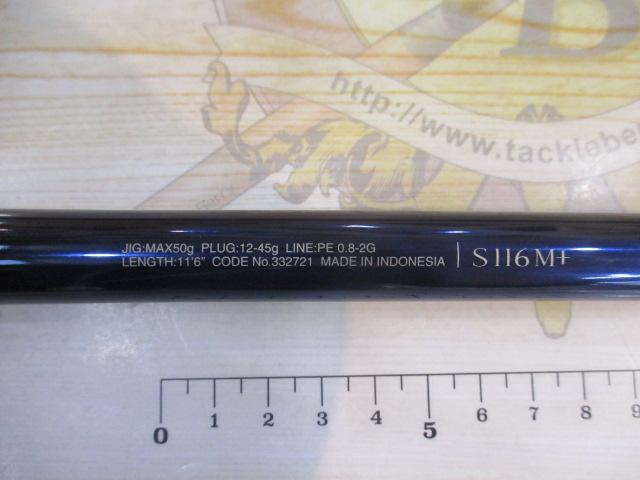 B
http://www.tacklebe
JIG:MAX50g PLUG:12-45g LINE:PE 0.8-2G
LENGTH:11'6" CODE No.332721 MADE IN INDONESIA
S116M+
0 1 2 3 4 5 6 7 8 9